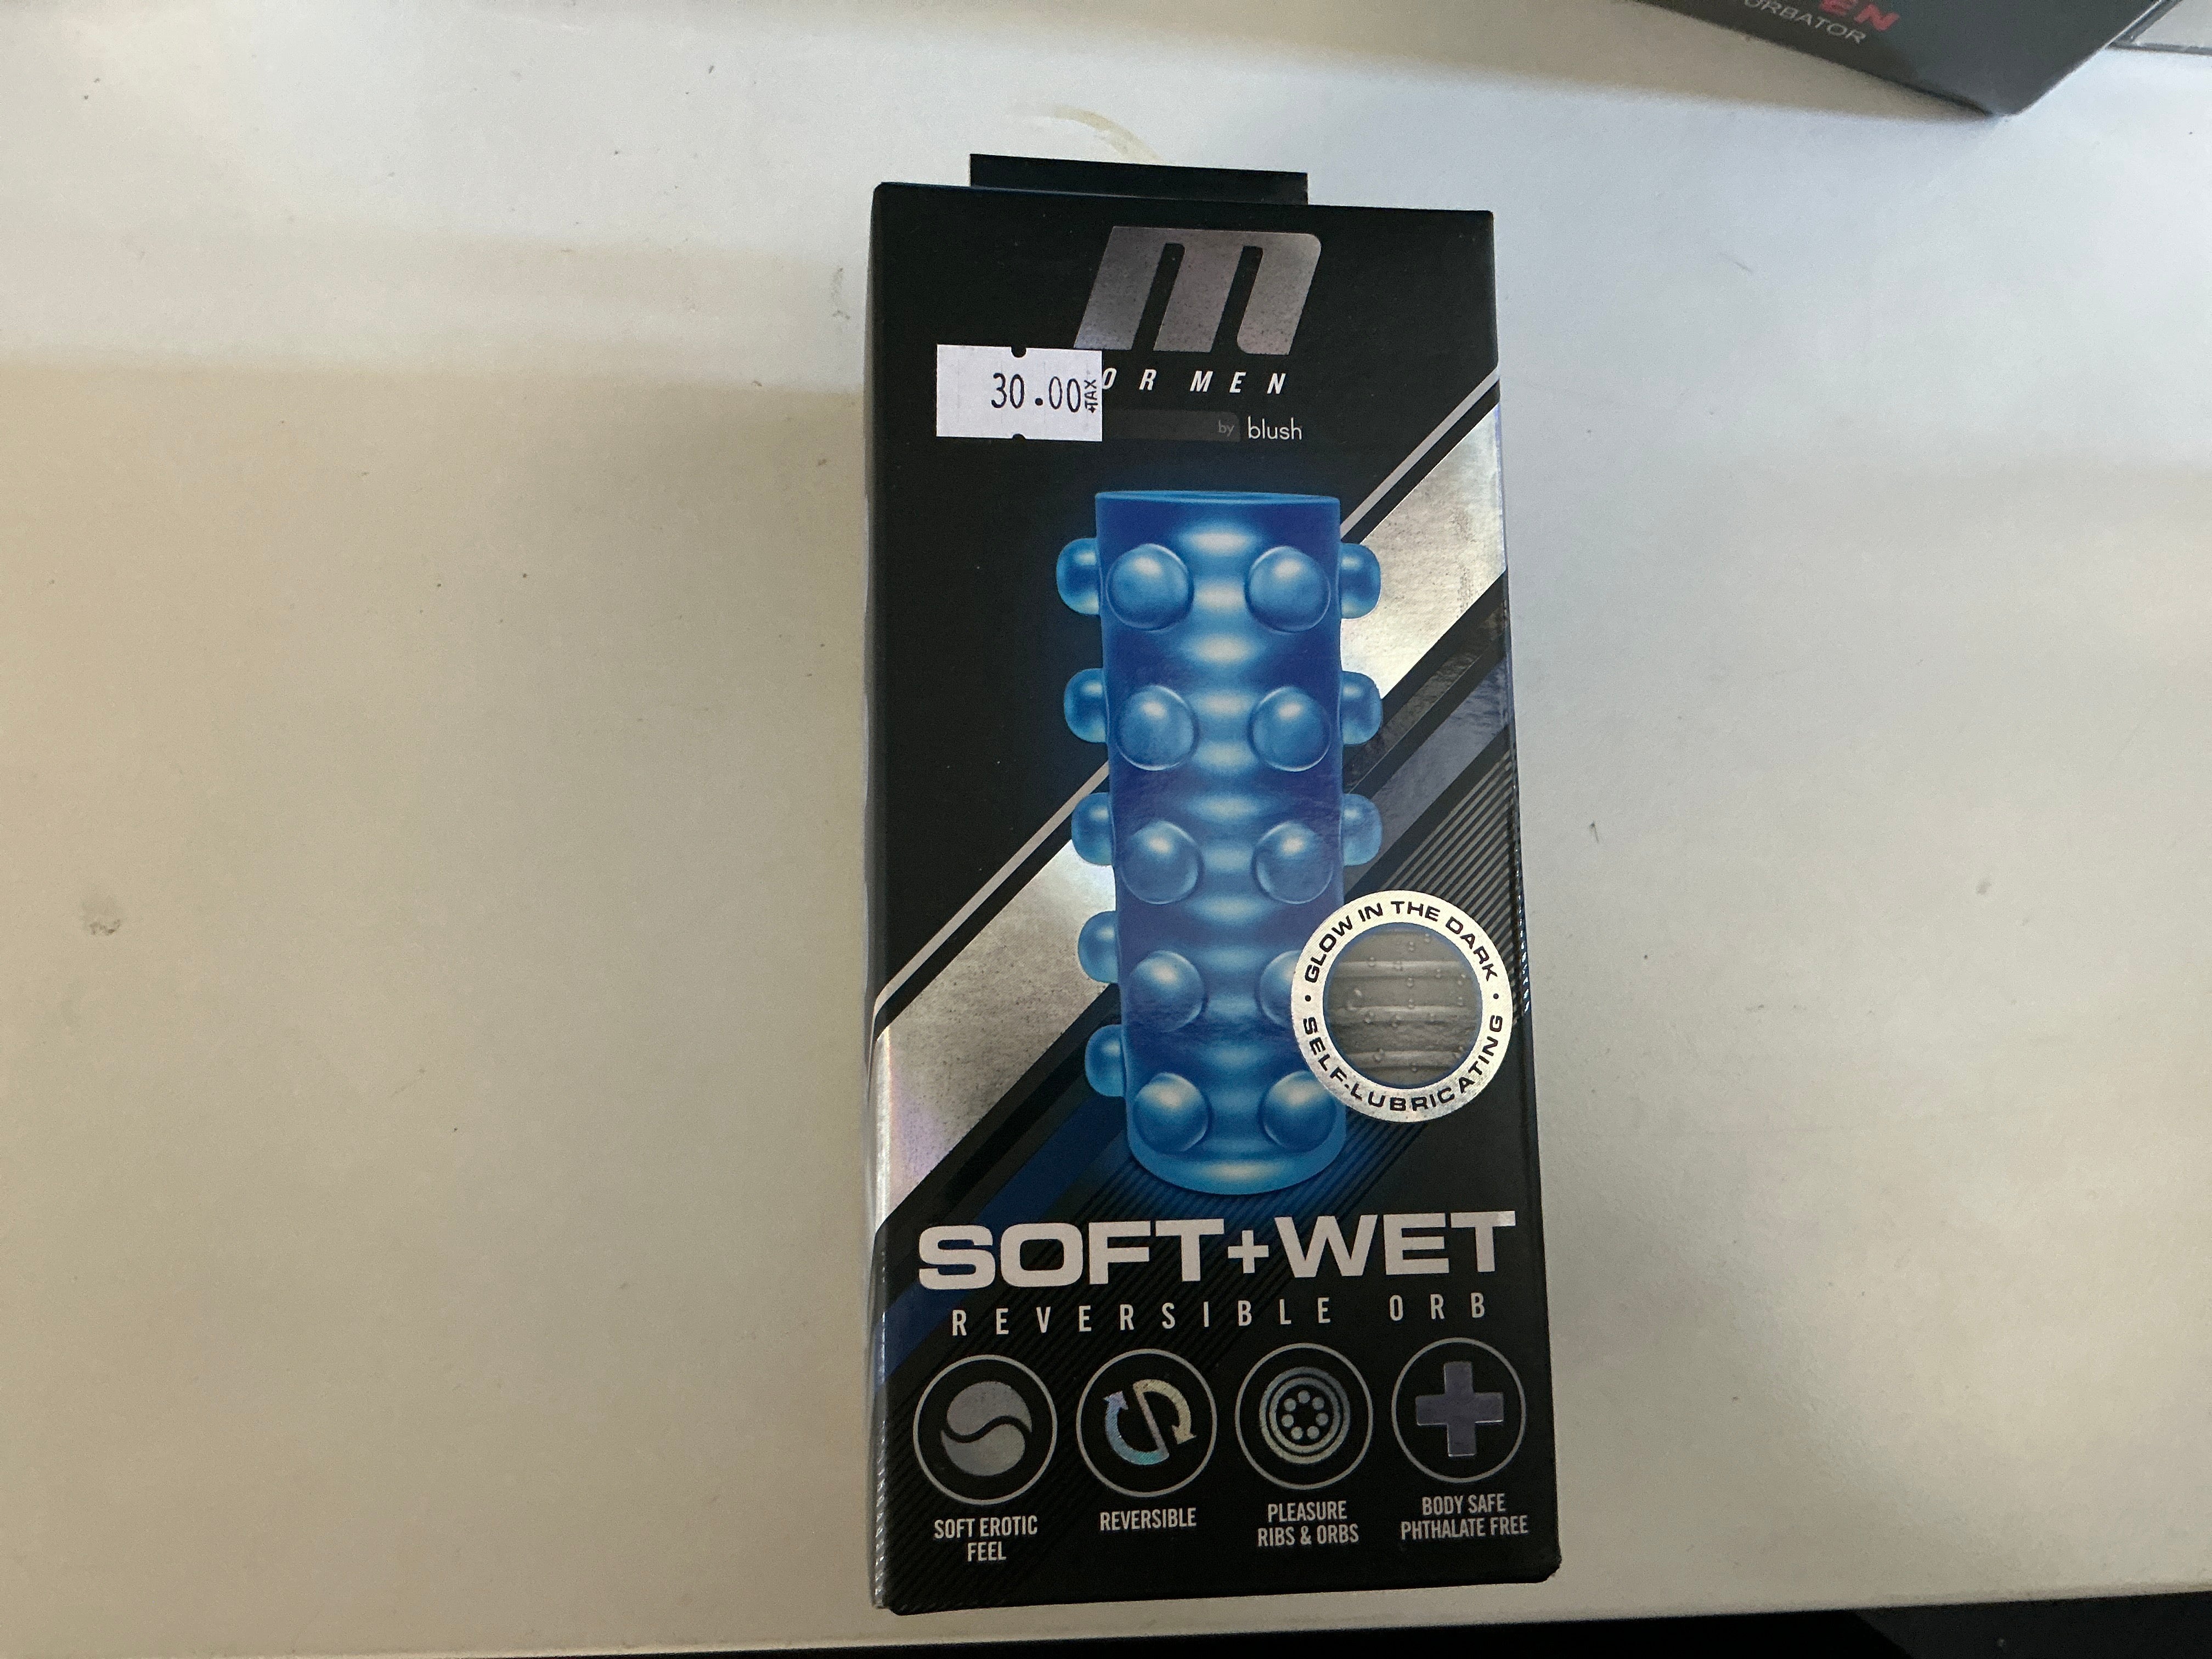 EN
URBATOR
m
OR MEN
30.00 +TAX
by blush
GLOW IN THE DARK
SELF-LUBRICATING
SOFT+WET
REVERSIBLE ORB
SOFT EROTIC
FEEL
REVERSIBLE
PLEASURE
RIBS & ORBS
BODY SAFE
PHTHALATE FREE